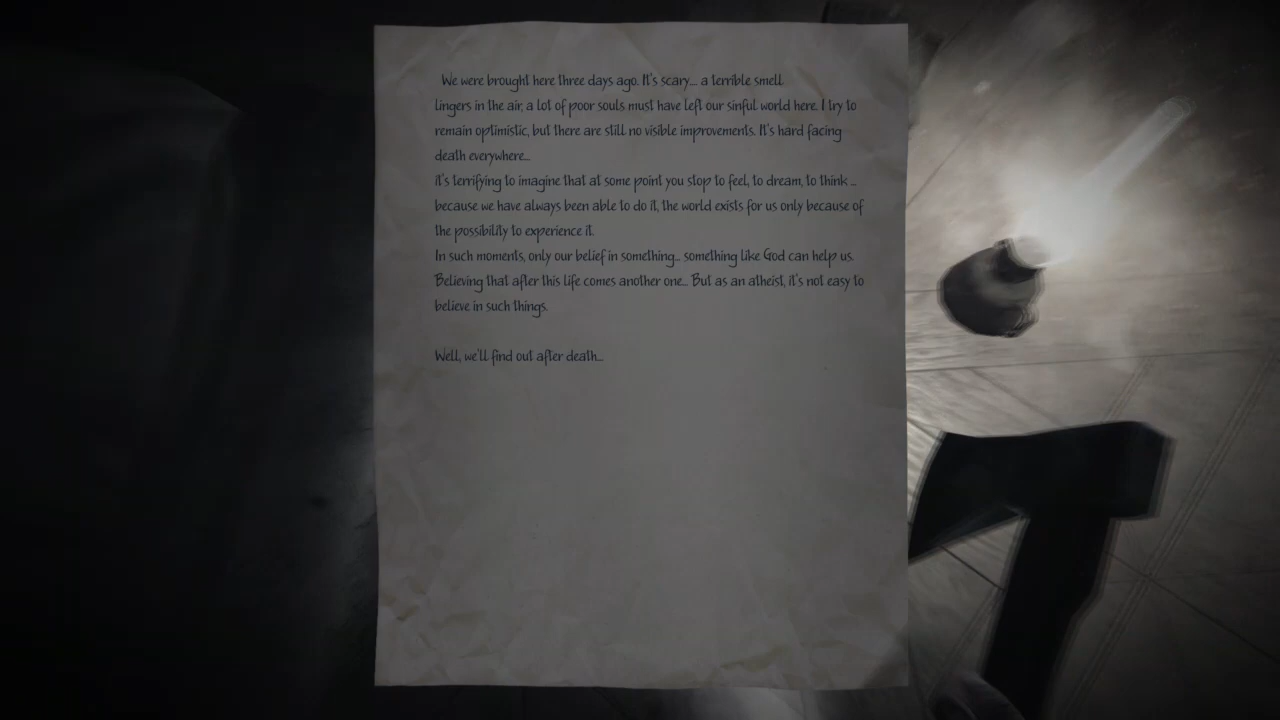 We were brought here three days ago. It's scary... a terrible smell
lingers in the air, a lot of poor souls must have left our sinful world here. I try to
remain optimistic, but there are still no visible improvements. It's hard facing
death everywhere...
it's terrifying to imagine that at some point you stop to feel, to dream, to think ...
because we have always been able to do it, the world exists for us only because of
the possibility to experience it.
In such moments, only our belief in something... something like God can help us.
Believing that after this life comes another one... But as an atheist, it's not easy to
believe in such things.
Well, we'll find out after death...